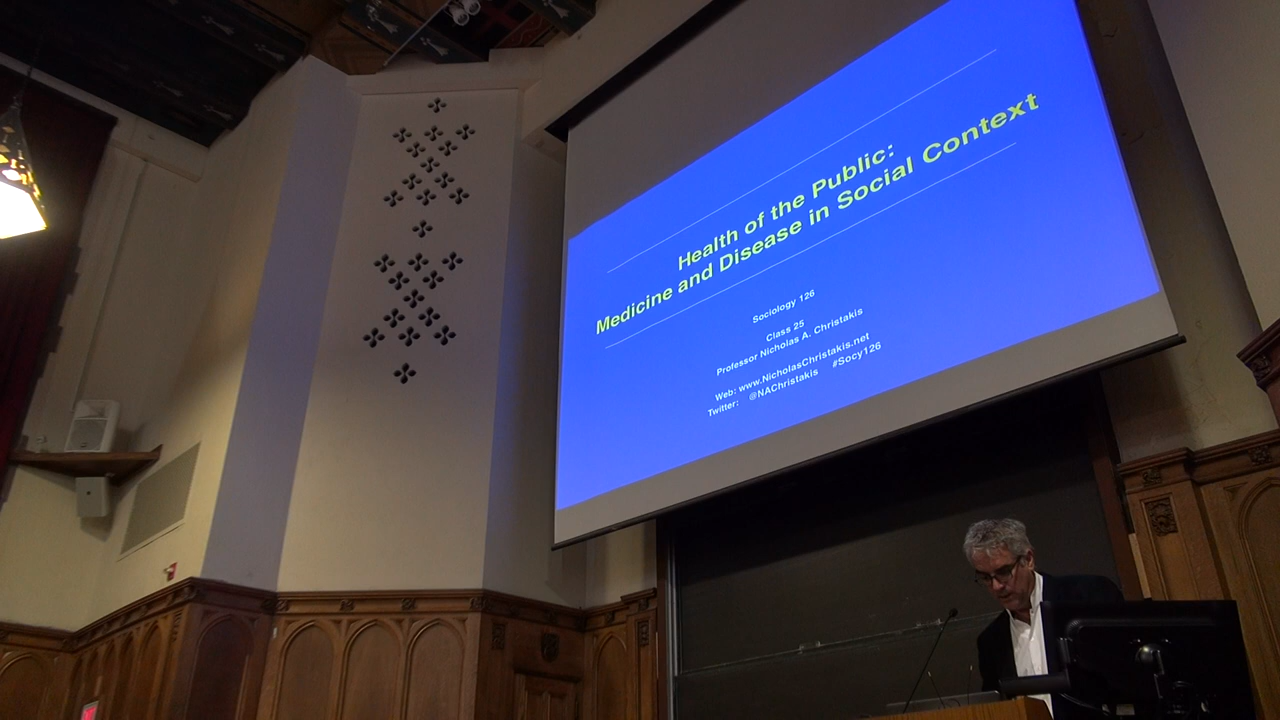 Health of the Public:
Medicine and Disease in Social Context
Sociology 126
Class 25
Professor Nicholas A. Christakis
Web: www.NicholasChristakis.net
Twitter: @NAChristakis #Socy126